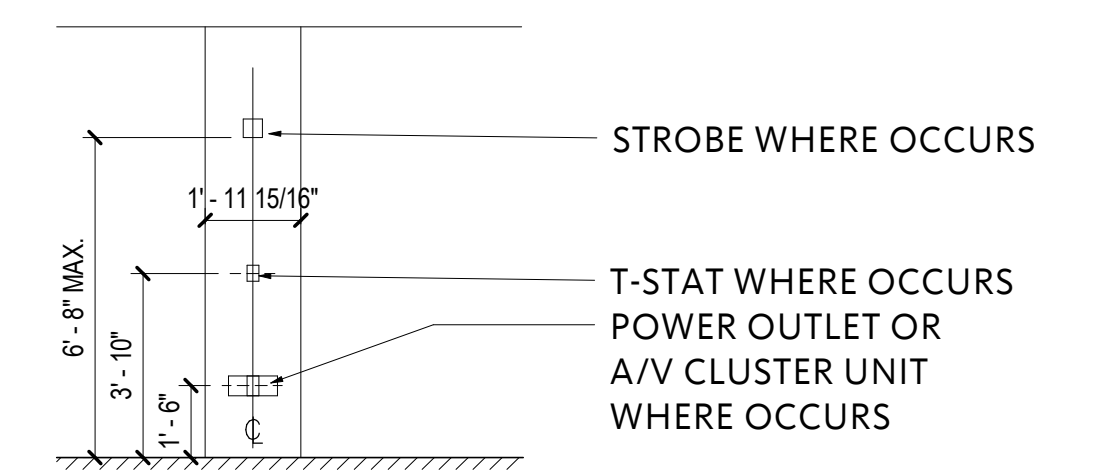 STROBE WHERE OCCURS
1' - 11 15/16"
6' - 8" MAX.
3' - 10"
1' - 6"
T-STAT WHERE OCCURS
POWER OUTLET OR
A/V CLUSTER UNIT
WHERE OCCURS
℄